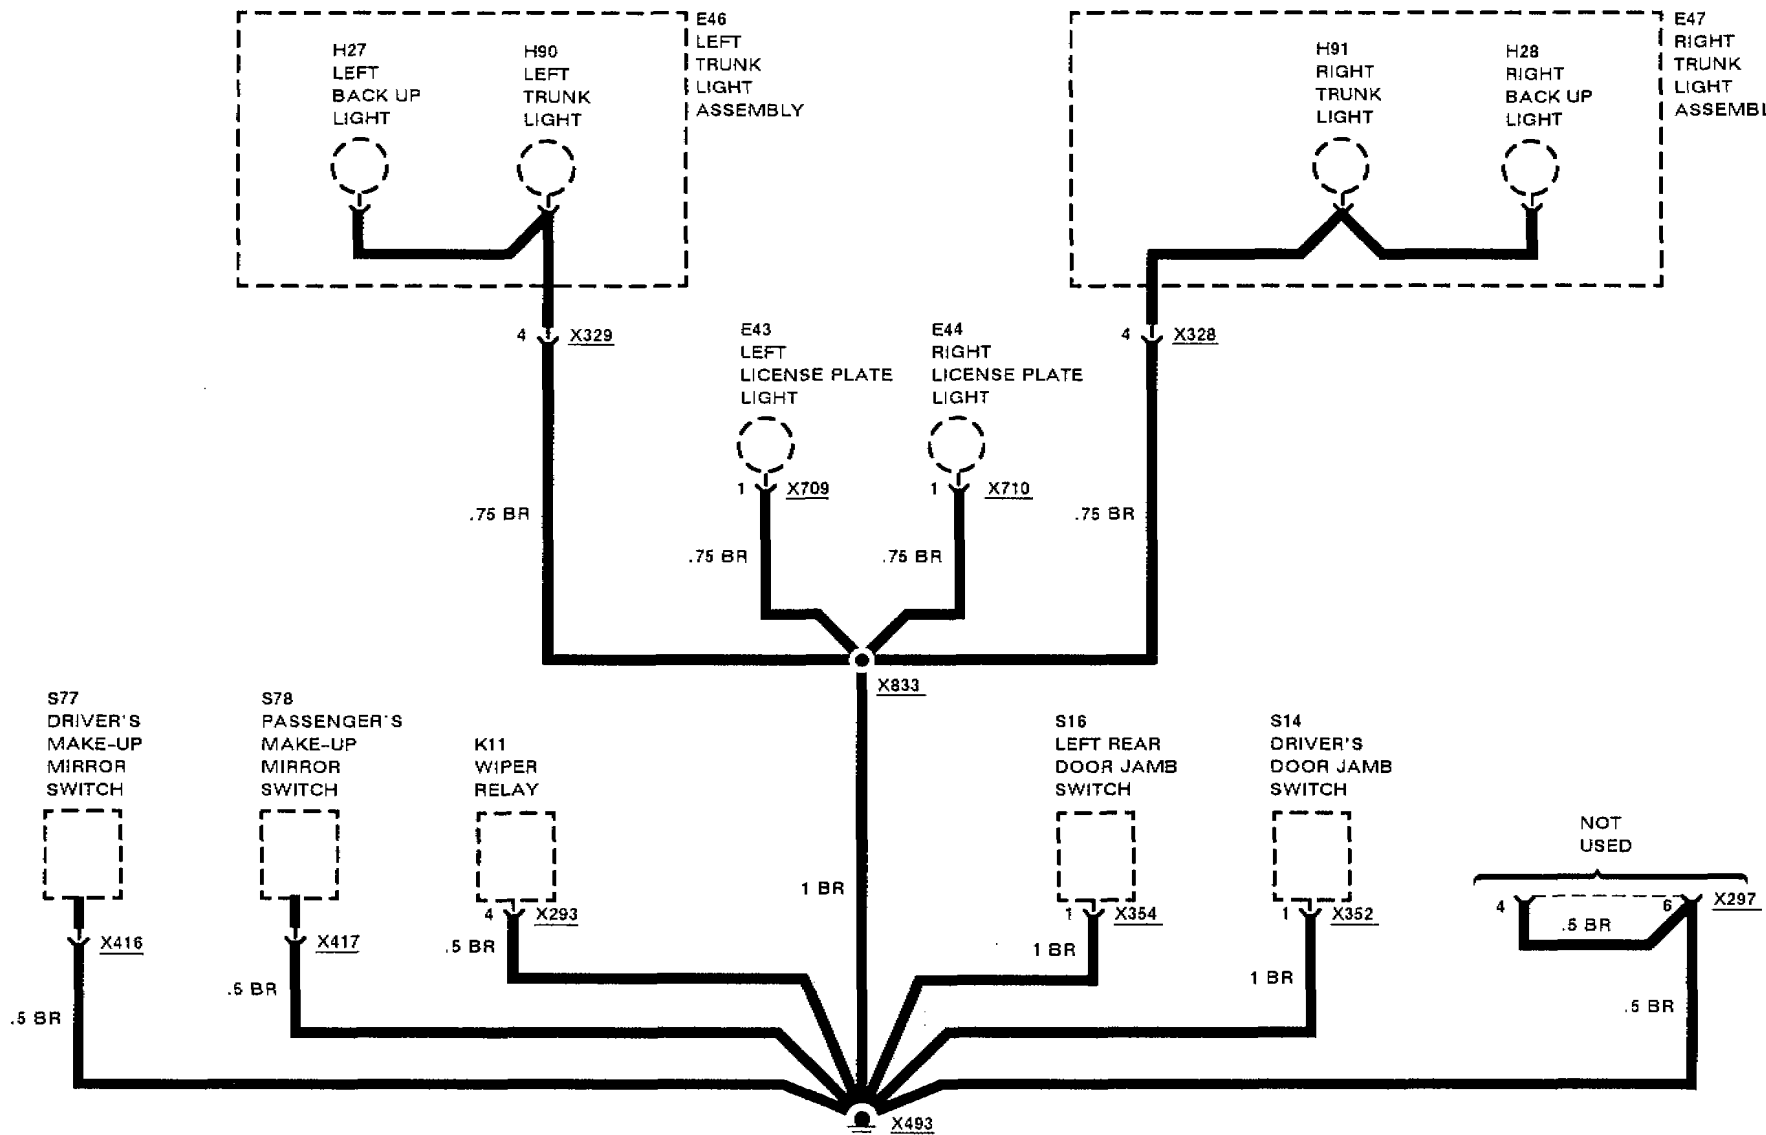 E46
LEFT
TRUNK
LIGHT
ASSEMBLY
H27
LEFT
BACK UP
LIGHT
H90
LEFT
TRUNK
LIGHT
E47
RIGHT
TRUNK
LIGHT
ASSEMBL
H91
RIGHT
TRUNK
LIGHT
H28
RIGHT
BACK UP
LIGHT
4 X329
4 X328
E43
LEFT
LICENSE PLATE
LIGHT
E44
RIGHT
LICENSE PLATE
LIGHT
1 X709
1 X710
.75 BR
.75 BR
.75 BR
.75 BR
X833
S77
DRIVER'S
MAKE-UP
MIRROR
SWITCH
S78
PASSENGER'S
MAKE-UP
MIRROR
SWITCH
K11
WIPER
RELAY
S16
LEFT REAR
DOOR JAMB
SWITCH
S14
DRIVER'S
DOOR JAMB
SWITCH
NOT
USED
1 BR
X416
X417
4 X293
1 X354
1 X352
4
6 X297
.5 BR
.5 BR
.5 BR
1 BR
1 BR
.5 BR
.5 BR
X493